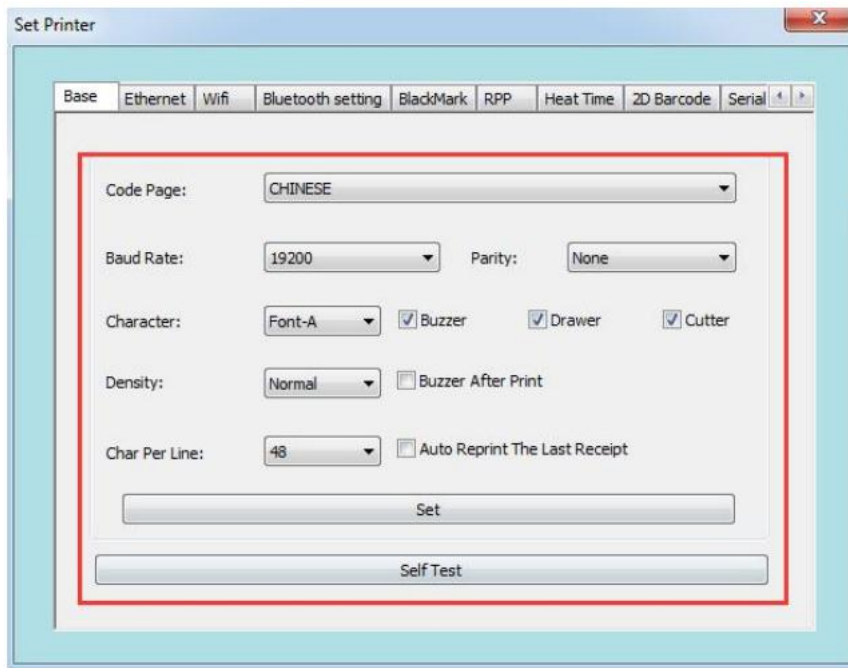 Set Printer
Base Ethernet Wifi Bluetooth setting BlackMark RPP Heat Time 2D Barcode Serial
Code Page: CHINESE
Baud Rate: 19200 Parity: None
Character: Font-A Buzzer Drawer Cutter
Density: Normal Buzzer After Print
Char Per Line: 48 Auto Reprint The Last Receipt
Set
Self Test